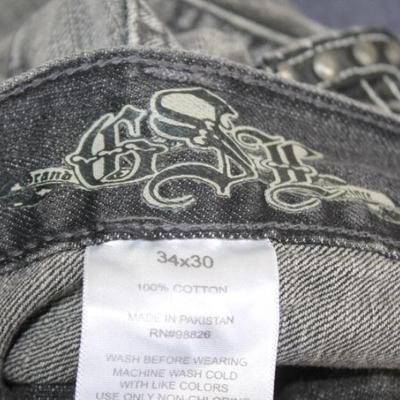 Brand
34x30
100% COTTON
MADE IN PAKISTAN
RN#98826
WASH BEFORE WEARING
MACHINE WASH COLD
WITH LIKE COLORS
USE ONLY NON-CHLORINE